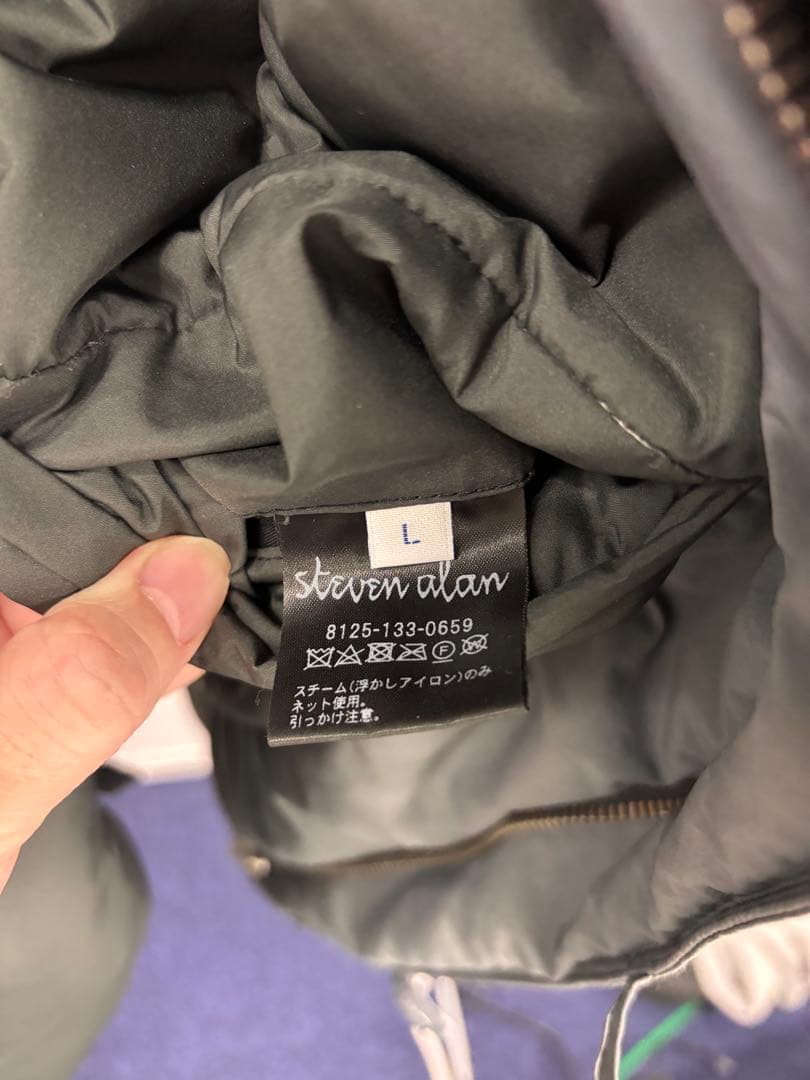 L
steven alan
8125-133-0659
F W
スチーム(浮かしアイロン)のみ
ネット使用。
引っかけ注意。